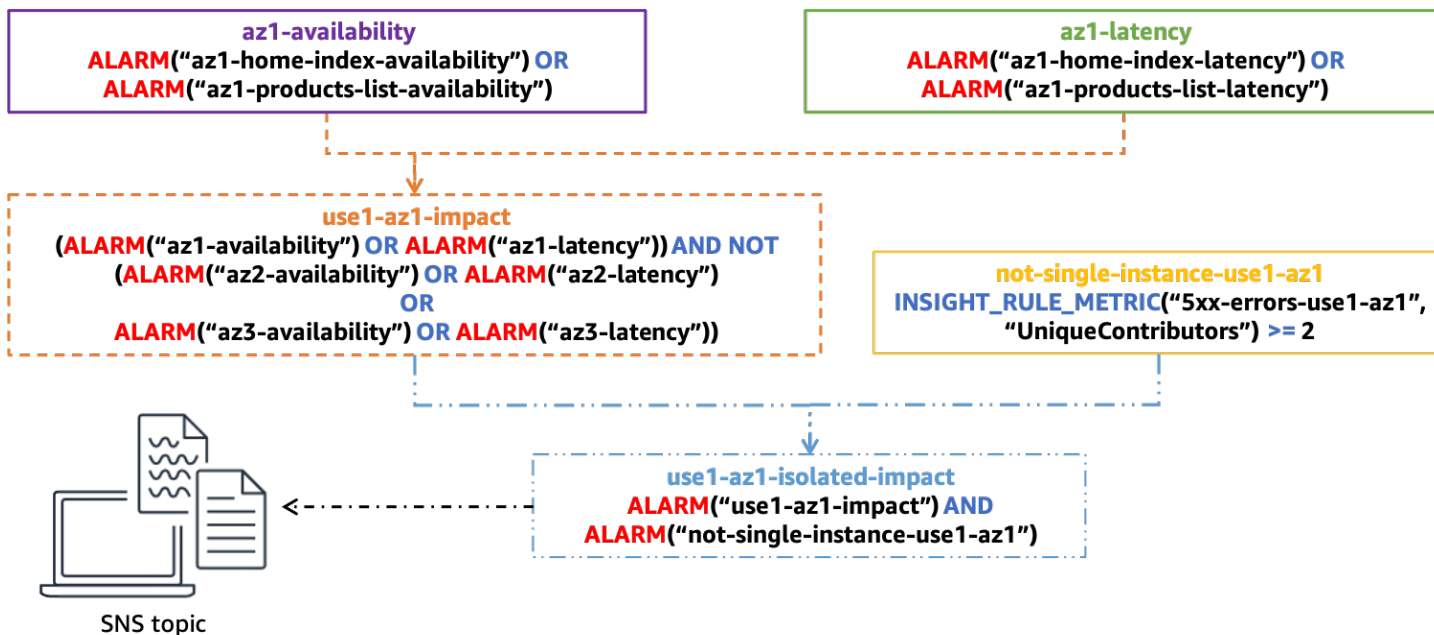 az1-availability
ALARM(“az1-home-index-availability”) OR
ALARM(“az1-products-list-availability”)
az1-latency
ALARM(“az1-home-index-latency”) OR
ALARM(“az1-products-list-latency”)
use1-az1-impact
(ALARM(“az1-availability”) OR ALARM(“az1-latency”)) AND NOT
(ALARM(“az2-availability”) OR ALARM(“az2-latency”)
OR
ALARM(“az3-availability”) OR ALARM(“az3-latency”))
not-single-instance-use1-az1
INSIGHT_RULE_METRIC(“5xx-errors-use1-az1”,
“UniqueContributors”) >= 2
use1-az1-isolated-impact
ALARM(“use1-az1-impact”) AND
ALARM(“not-single-instance-use1-az1”)
SNS topic